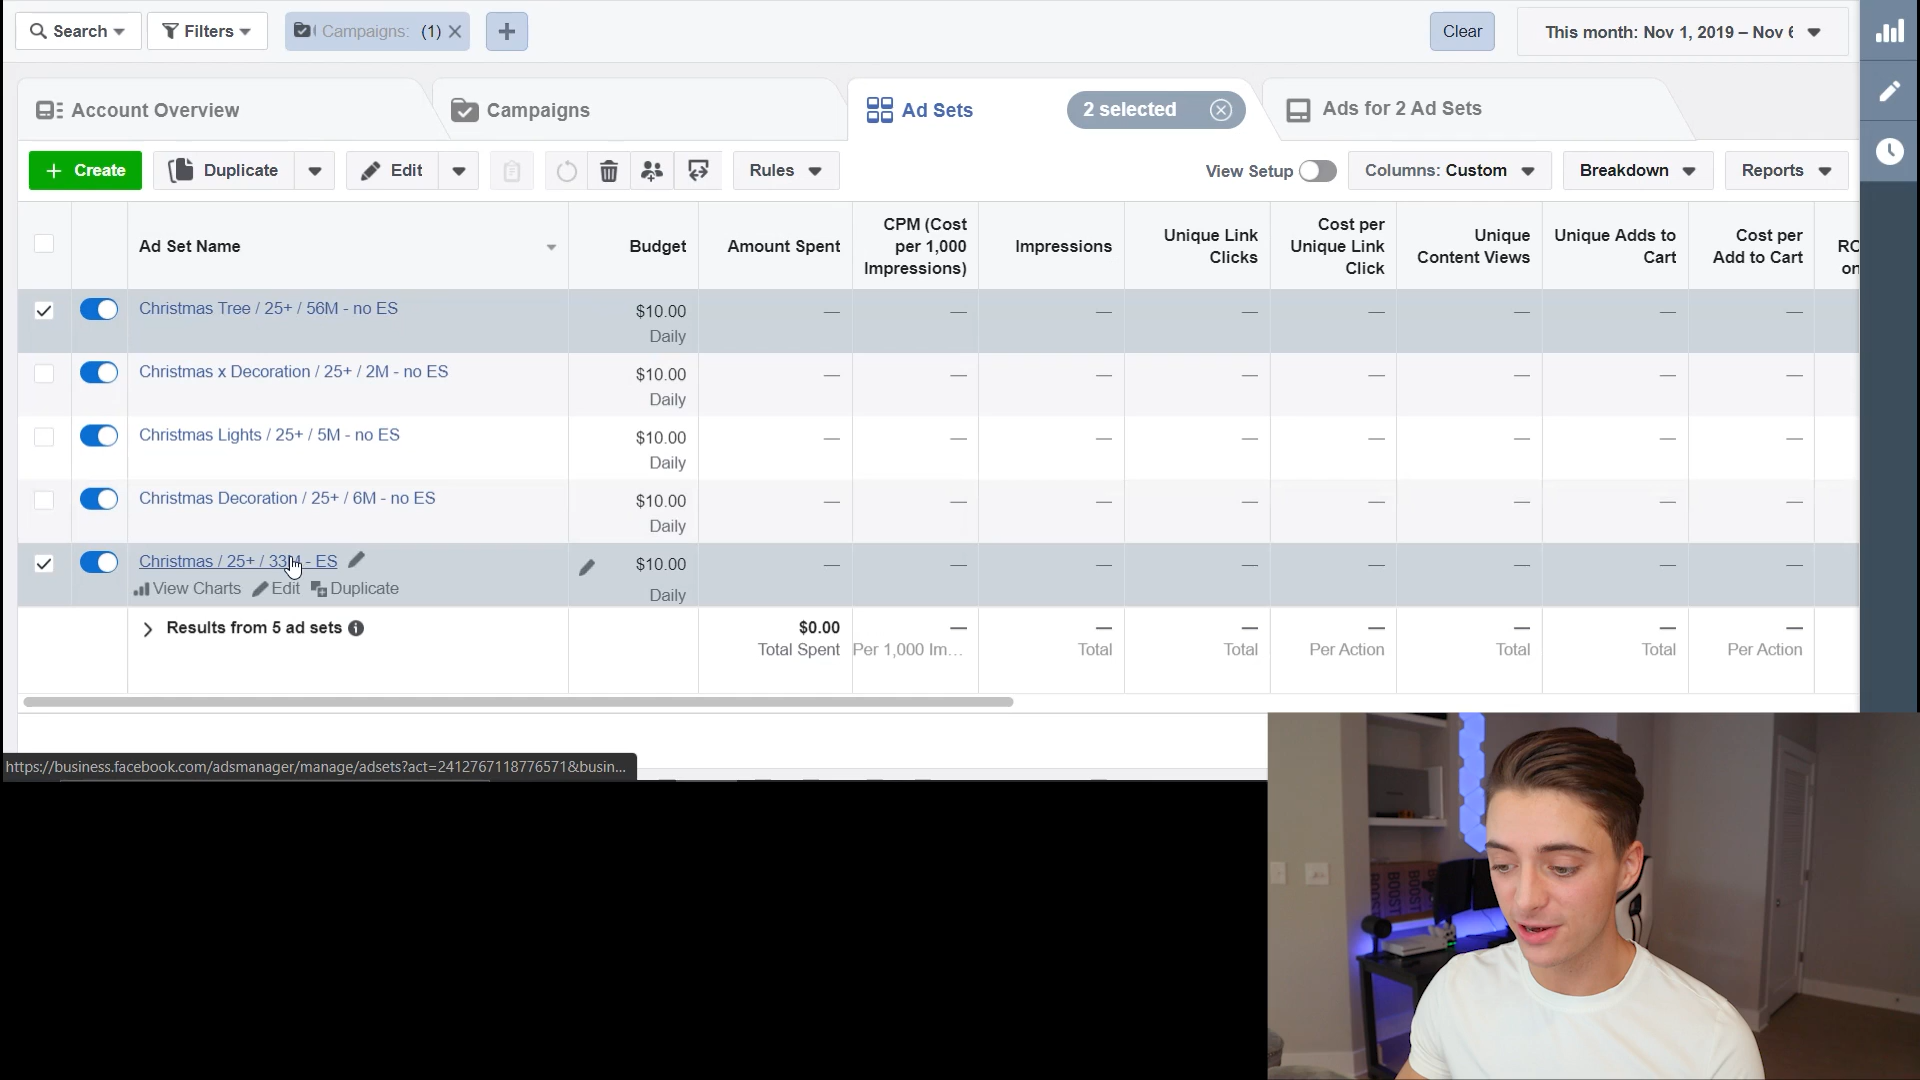 Search
Filters
Campaigns: (1)
Clear
This month: Nov 1, 2019 – Nov 6
Account Overview
Campaigns
Ad Sets
2 selected
Ads for 2 Ad Sets
Create
Duplicate
Edit
Rules
View Setup
Columns: Custom
Breakdown
Reports
Ad Set Name
Budget
Amount Spent
CPM (Cost
per 1,000
Impressions)
Impressions
Unique Link
Clicks
Cost per
Unique Link
Click
Unique
Content Views
Unique Adds to
Cart
Cost per
Add to Cart
RO
on
Christmas Tree / 25+ / 56M - no ES
$10.00
Daily
— — — — — — — —
Christmas x Decoration / 25+ / 2M - no ES
$10.00
Daily
— — — — — — — —
Christmas Lights / 25+ / 5M - no ES
$10.00
Daily
— — — — — — — —
Christmas Decoration / 25+ / 6M - no ES
$10.00
Daily
— — — — — — — —
Christmas / 25+ / 33M - ES
$10.00
Daily
— — — — — — — —
View Charts Edit Duplicate
Results from 5 ad sets
$0.00 — — — — — — —
Total Spent Per 1,000 Im... Total Total Per Action Total Total Per Action
https://business.facebook.com/adsmanager/manage/adsets?act=2412767118776571&busin...
BOOST